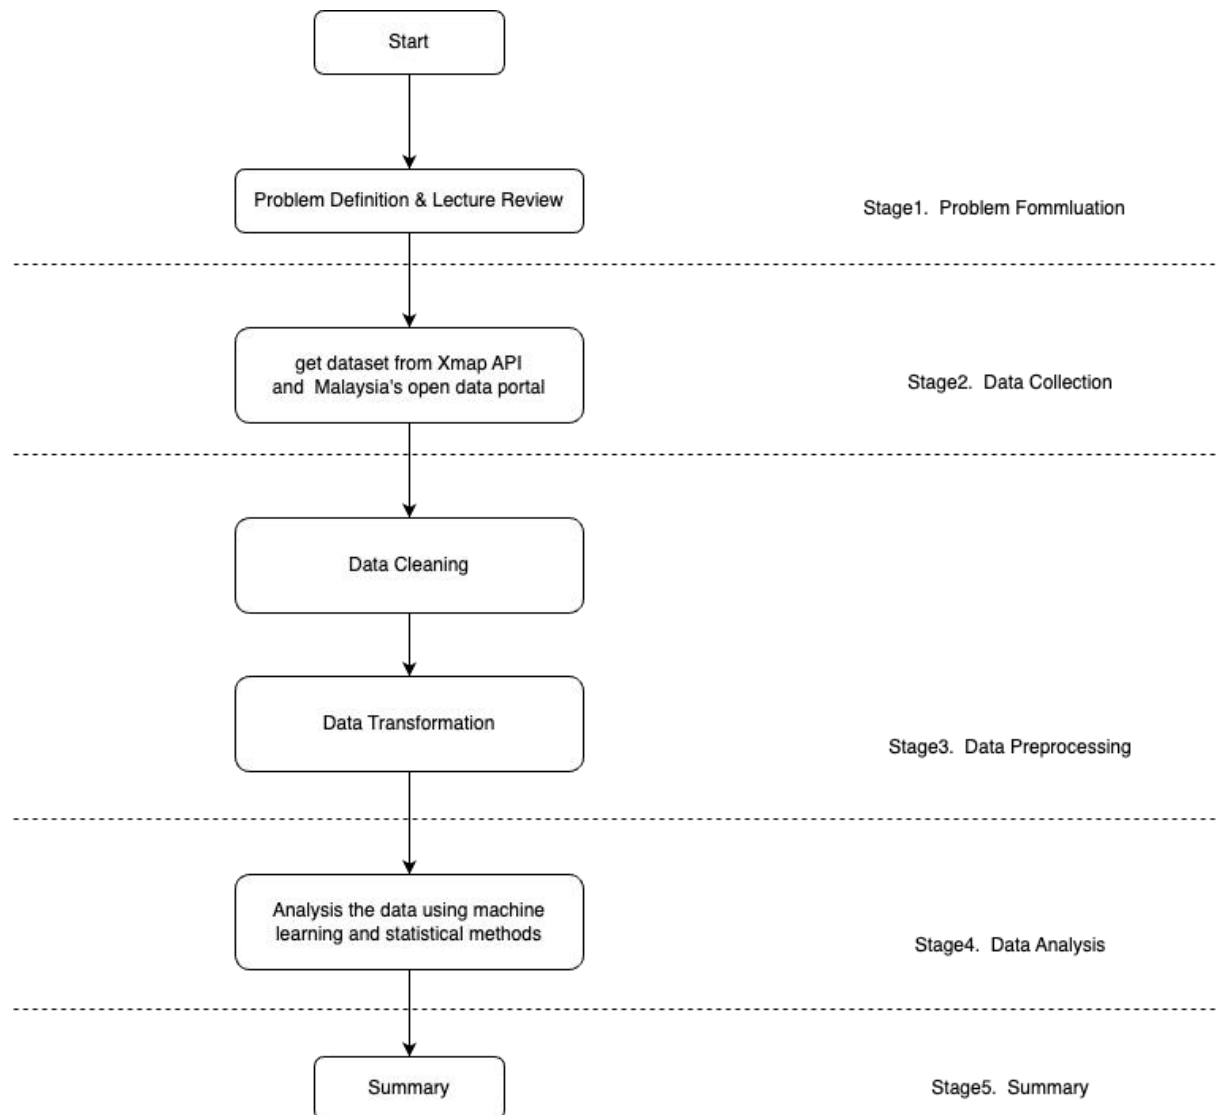 Start
Problem Definition & Lecture Review
Stage1.  Problem Fommluation
get dataset from Xmap API
and  Malaysia's open data portal
Stage2.  Data Collection
Data Cleaning
Data Transformation
Stage3.  Data Preprocessing
Analysis the data using machine
learning and statistical methods
Stage4.  Data Analysis
Summary
Stage5.  Summary